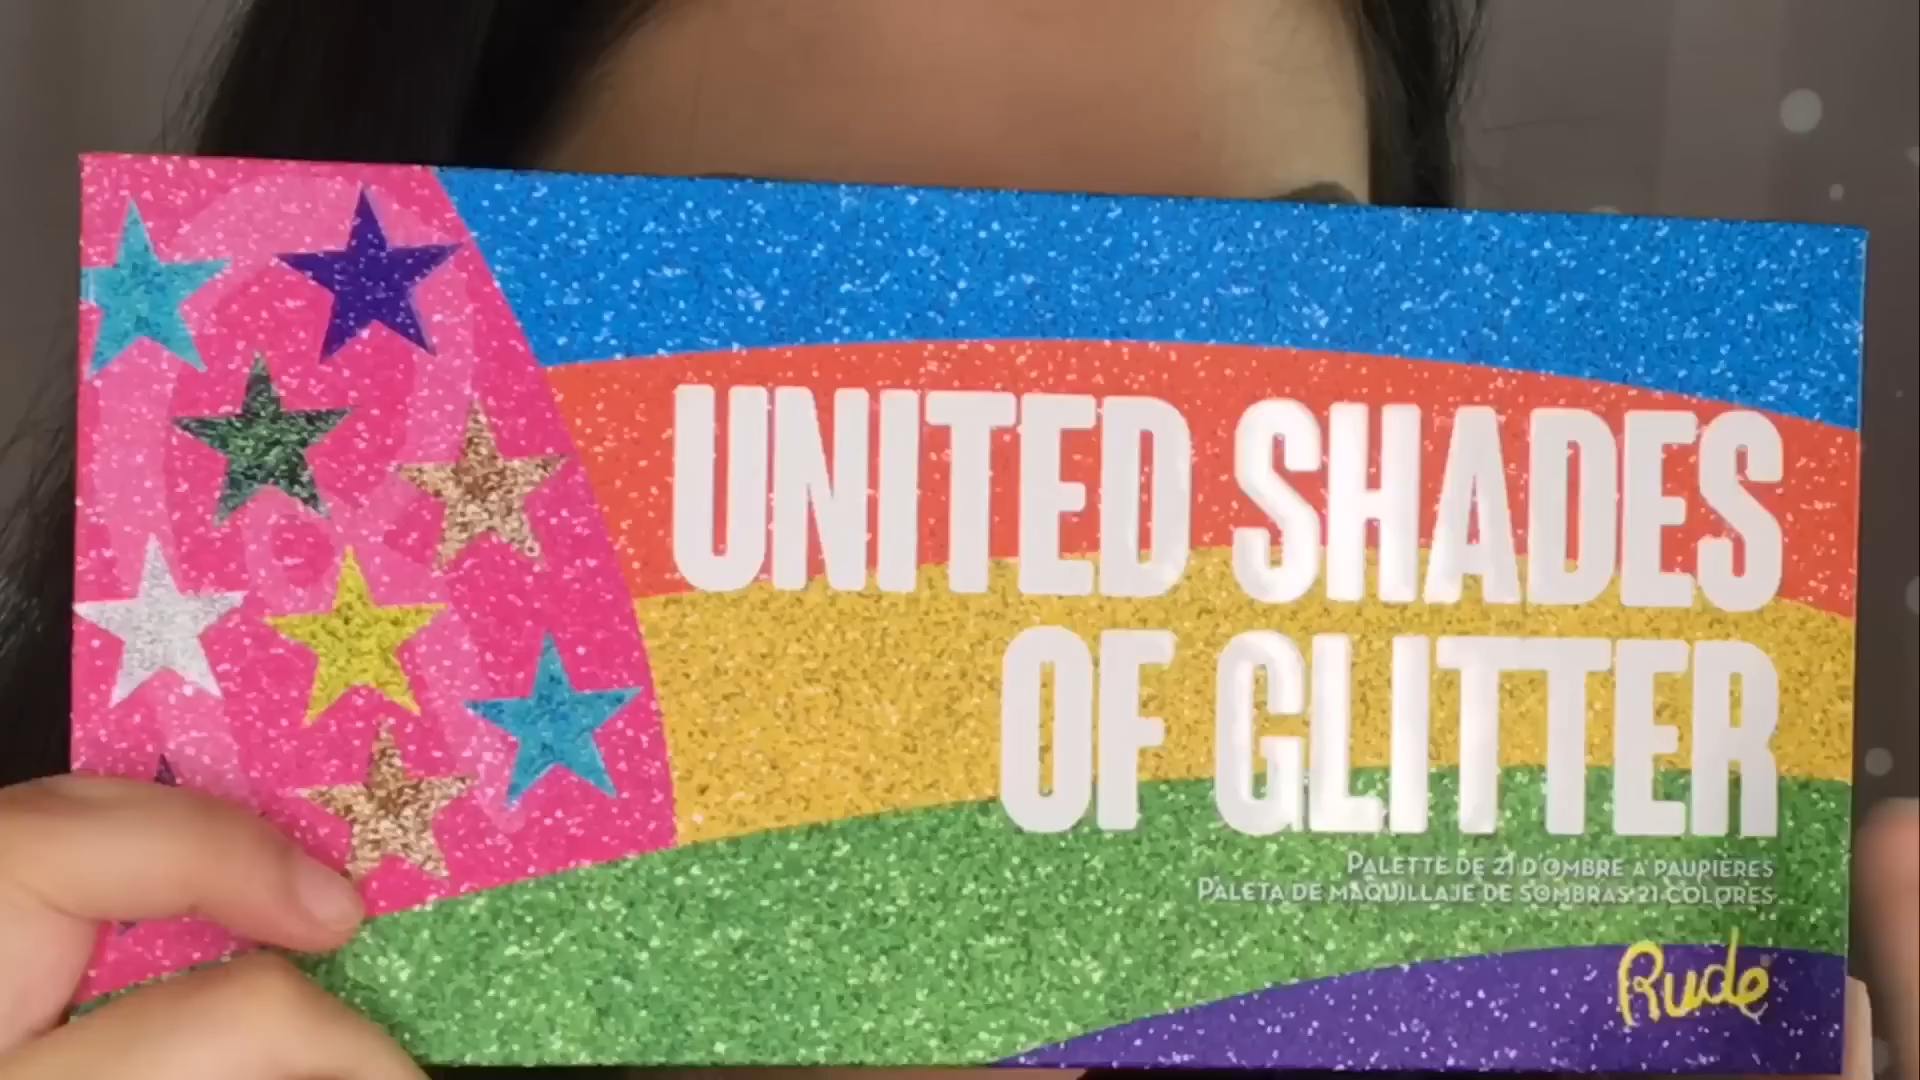 UNITED SHADES
OF GLITTER
PALETTE DE 21 D'OMBRE À PAUPIÈRES
PALETA DE MAQUILLAJE DE SOMBRAS 21 COLORES
Rude